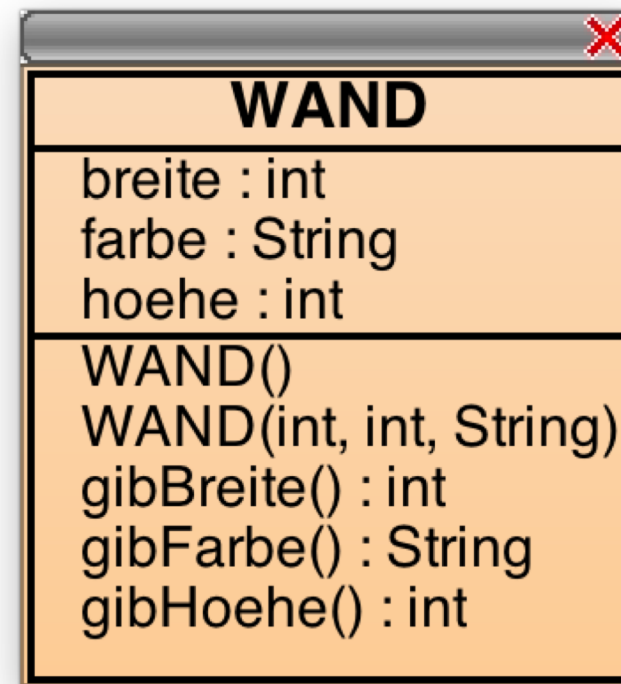 WAND
breite : int
farbe : String
hoehe : int
WAND()
WAND(int, int, String)
gibBreite() : int
gibFarbe() : String
gibHoehe() : int